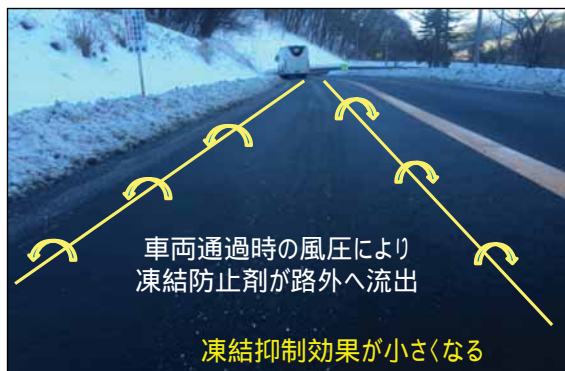 車両通過時の風圧により
凍結防止剤が路外へ流出
凍結抑制効果が小さくなる